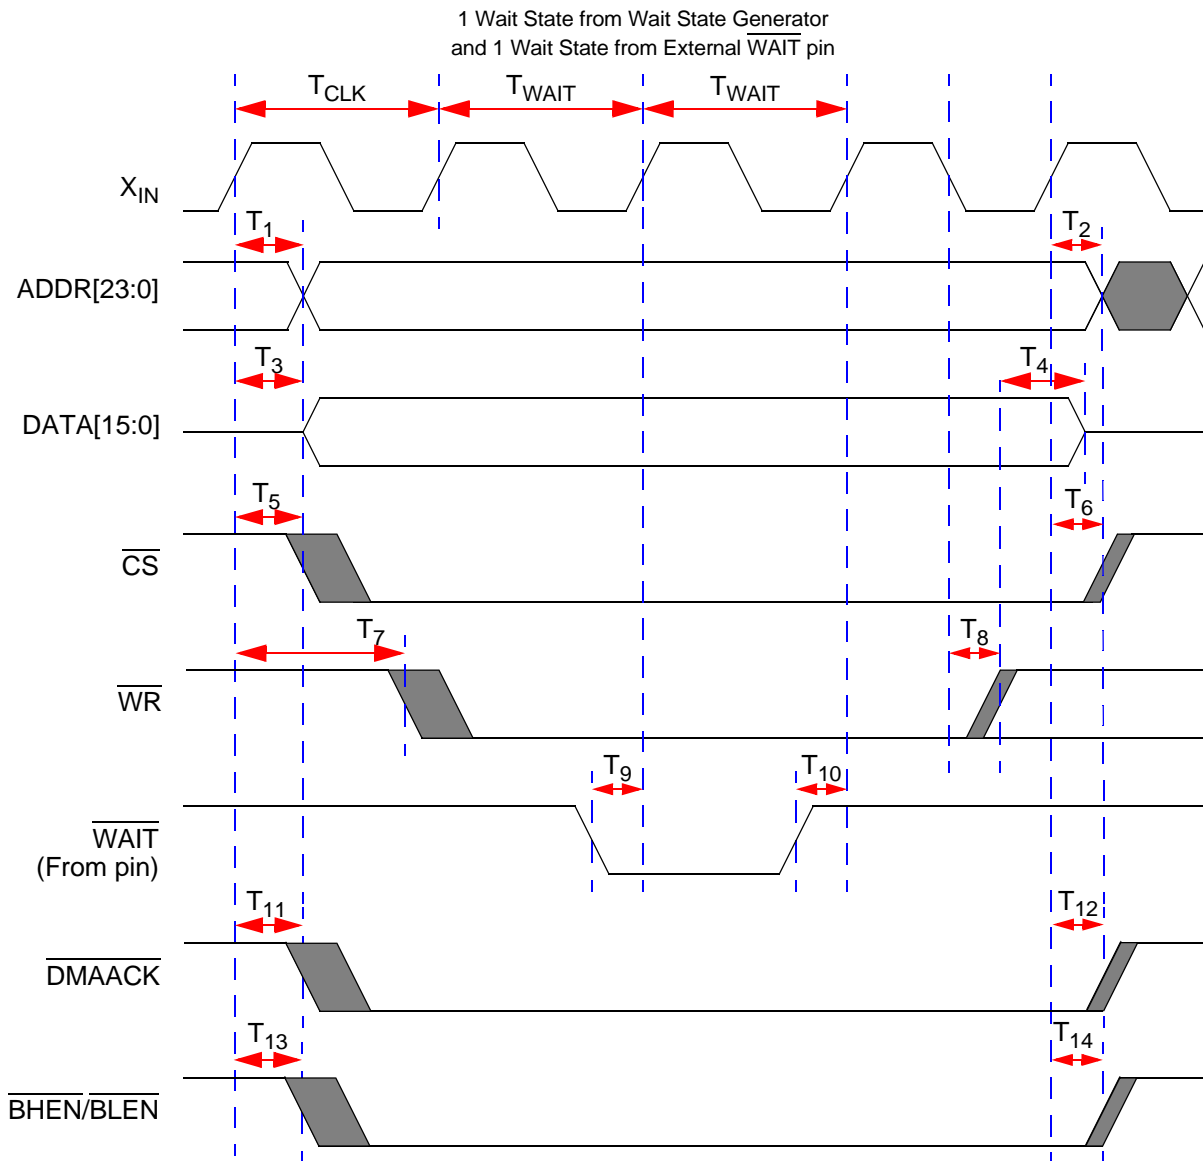 1 Wait State from Wait State Generator
and 1 Wait State from External WAIT pin
TCLK TWAIT TWAIT
XIN
T1 T2
ADDR[23:0]
T3 T4
DATA[15:0]
T5 T6
CS
T7 T8
WR
T9 T10
WAIT
(From pin)
T11 T12
DMAACK
T13 T14
BHEN/BLEN